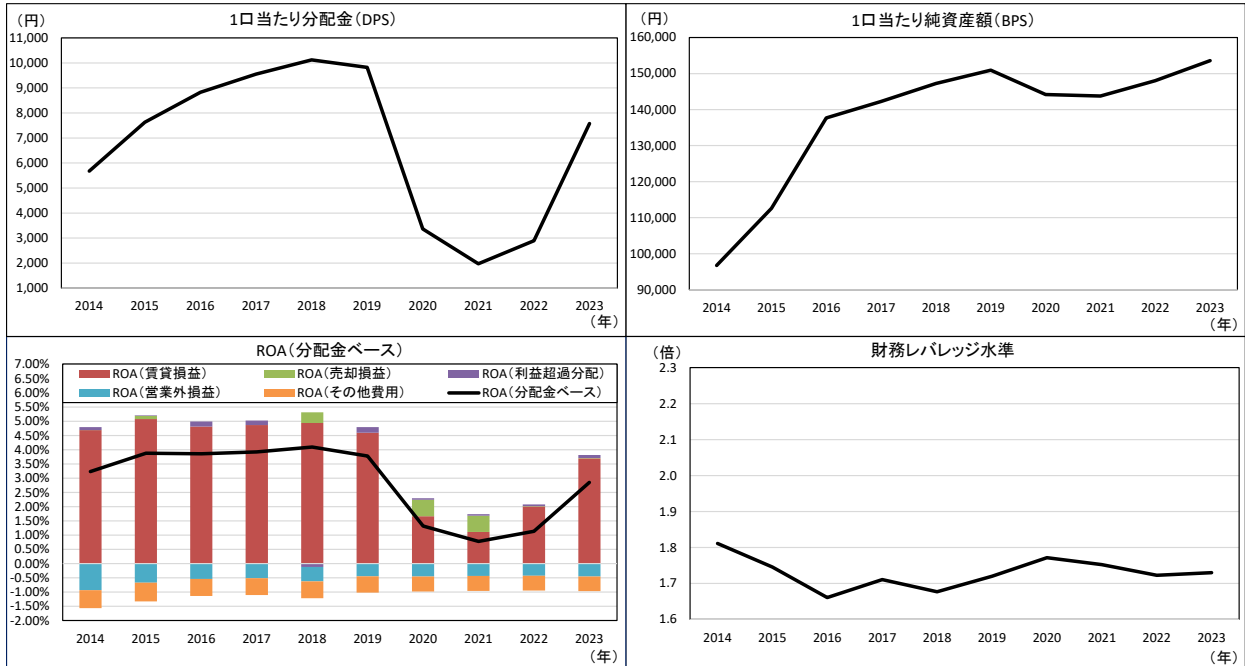 1口当たり分配金(DPS)
(円)
11,000
10,000
9,000
8,000
7,000
6,000
5,000
4,000
3,000
2,000
1,000
2014 2015 2016 2017 2018 2019 2020 2021 2022 2023
(年)
1口当たり純資産額(BPS)
(円)
160,000
150,000
140,000
130,000
120,000
110,000
100,000
90,000
2014 2015 2016 2017 2018 2019 2020 2021 2022 2023
(年)
ROA(分配金ベース)
ROA(賃貸損益) ROA(売却損益) ROA(利益超過分配)
ROA(営業外損益) ROA(その他費用) ROA(分配金ベース)
7.00%
6.50%
6.00%
5.50%
5.00%
4.50%
4.00%
3.50%
3.00%
2.50%
2.00%
1.50%
1.00%
0.50%
0.00%
-0.50%
-1.00%
-1.50%
-2.00%
2014 2015 2016 2017 2018 2019 2020 2021 2022 2023
(年)
財務レバレッジ水準
(倍)
2.3
2.2
2.1
2.0
1.9
1.8
1.7
1.6
2014 2015 2016 2017 2018 2019 2020 2021 2022 2023
(年)